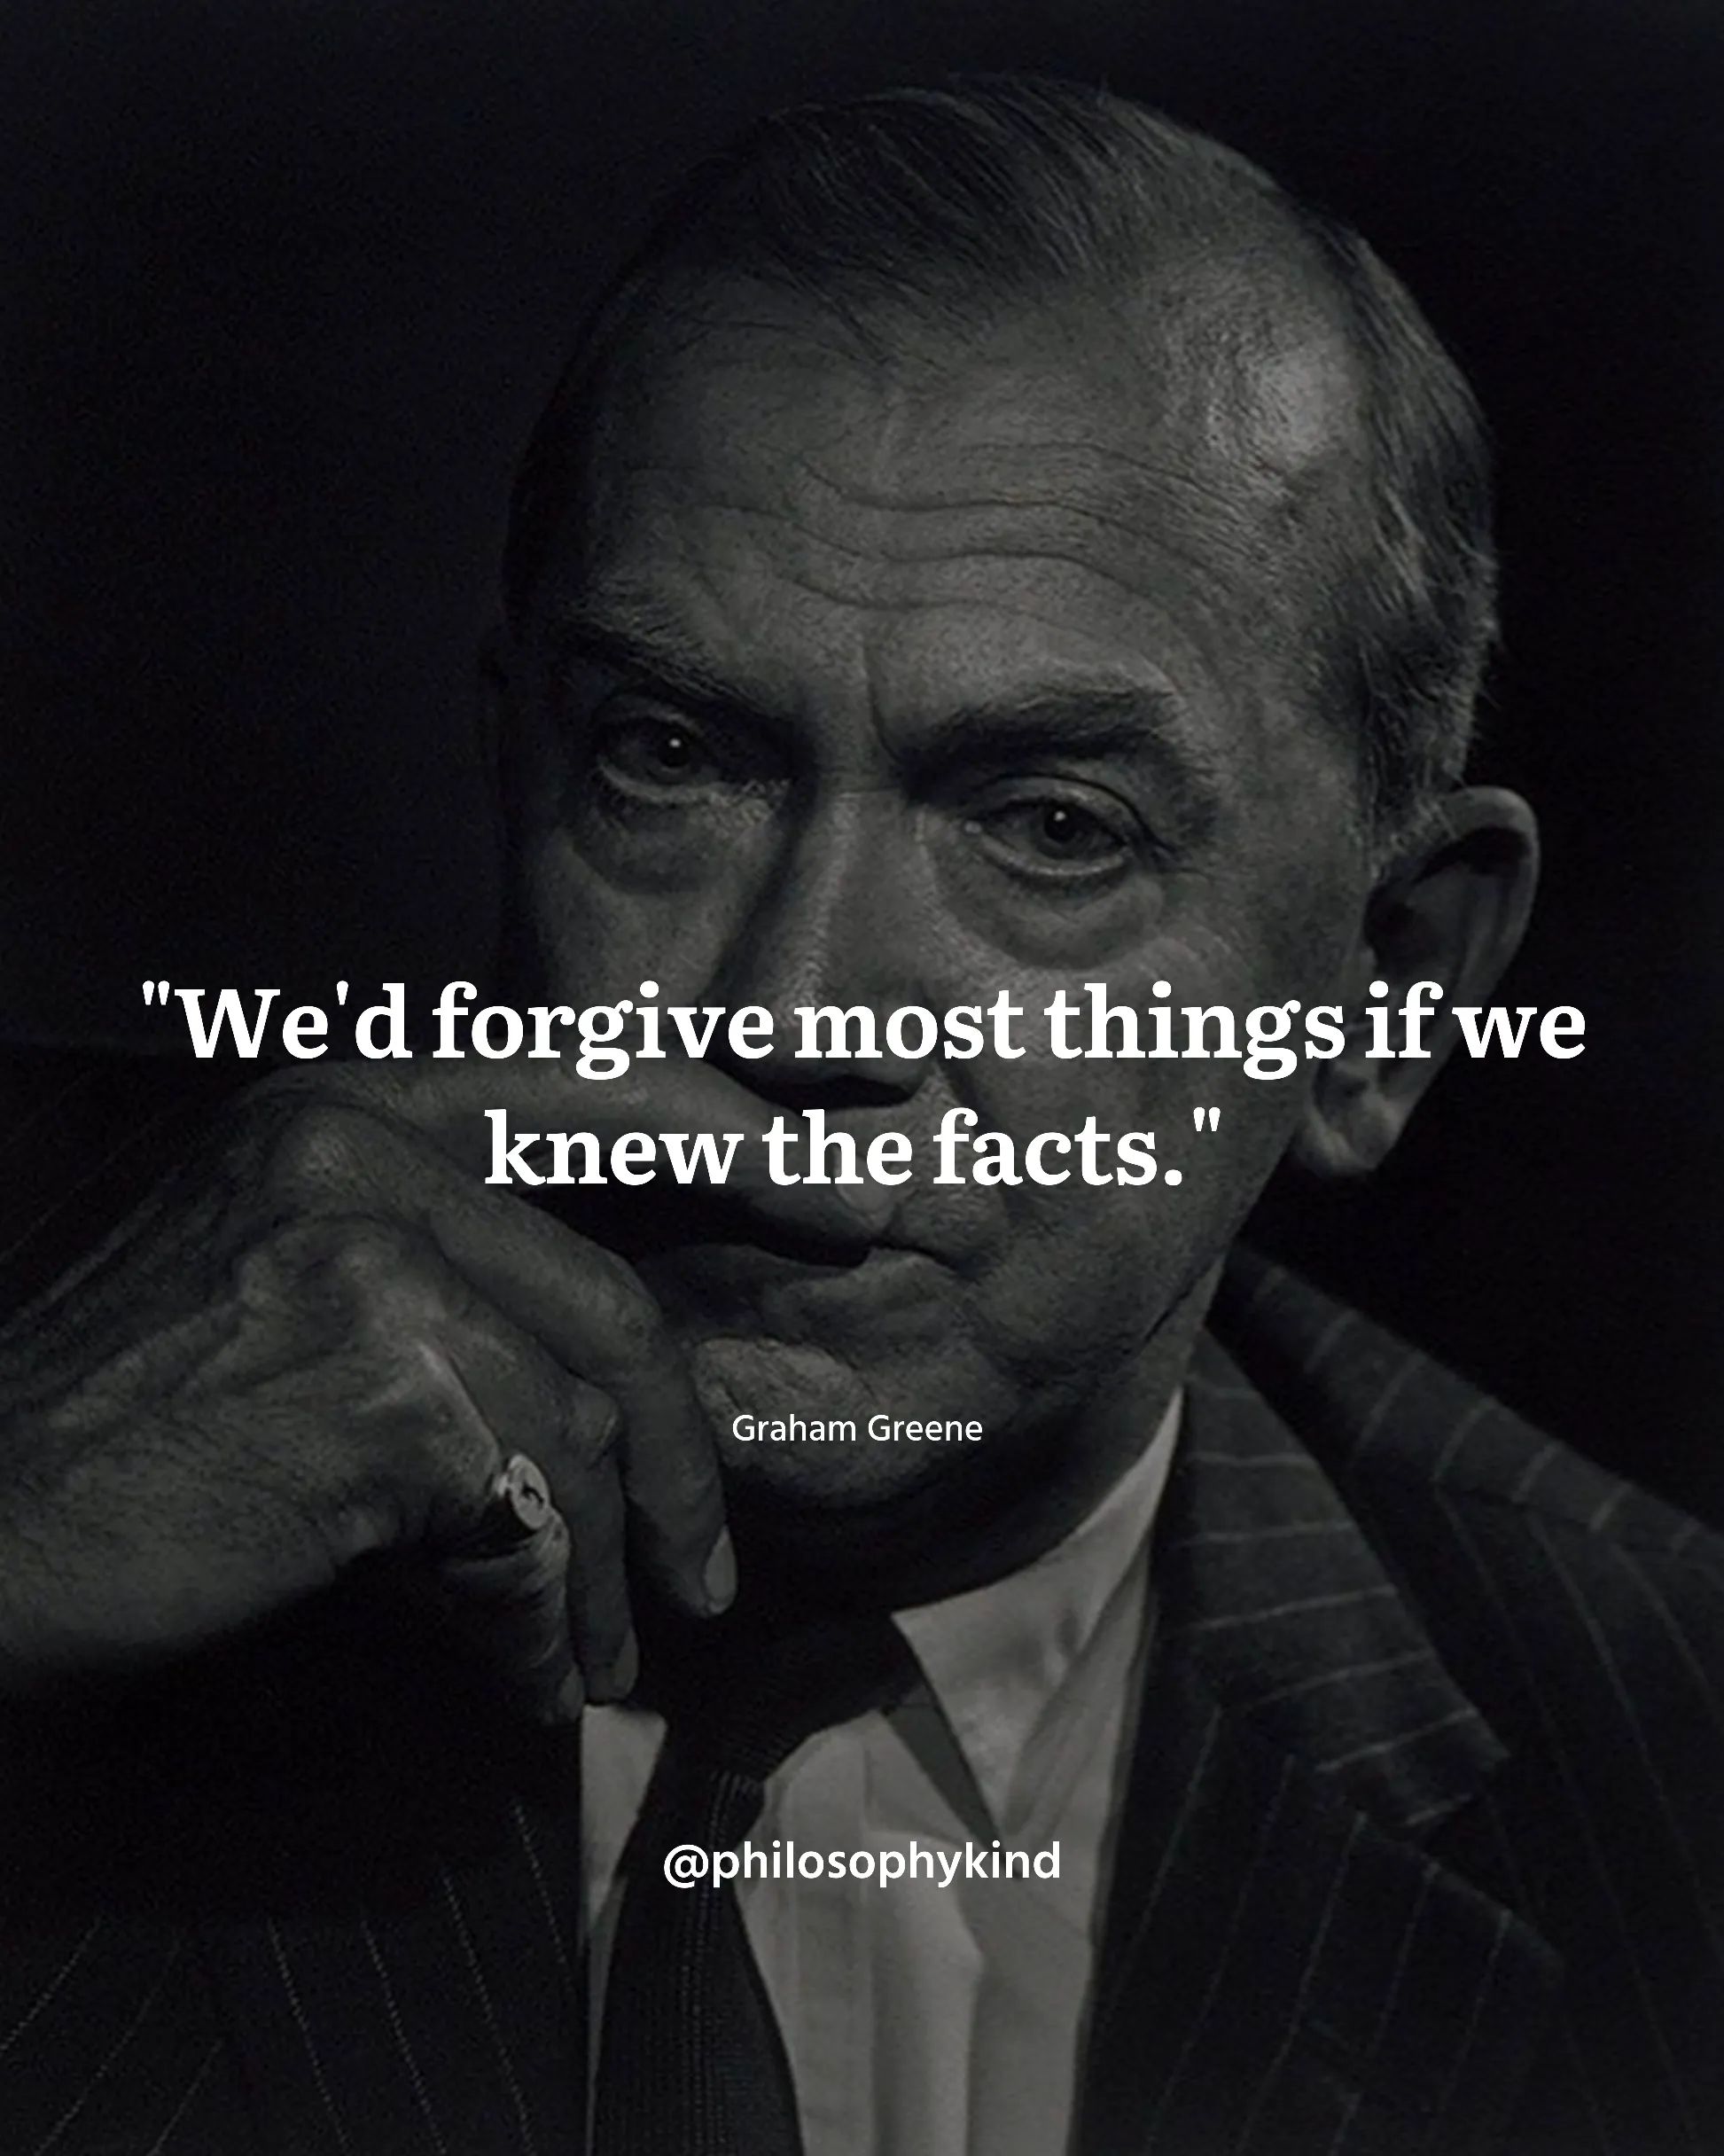 "We'd forgive most things if we
knew the facts."
Graham Greene
@philosophykind